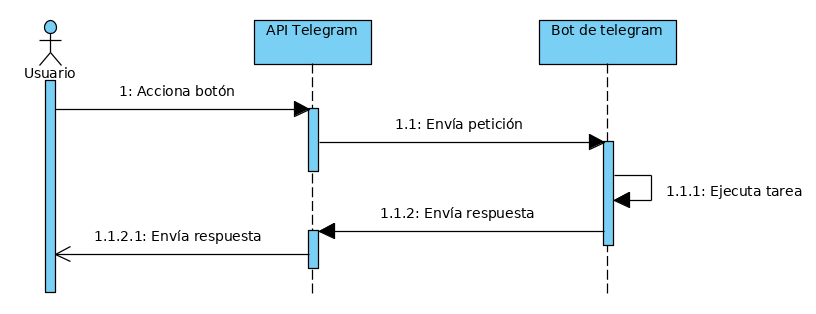 API Telegram
Bot de telegram
Usuario
1: Acciona botón
1.1: Envía petición
1.1.1: Ejecuta tarea
1.1.2: Envía respuesta
1.1.2.1: Envía respuesta